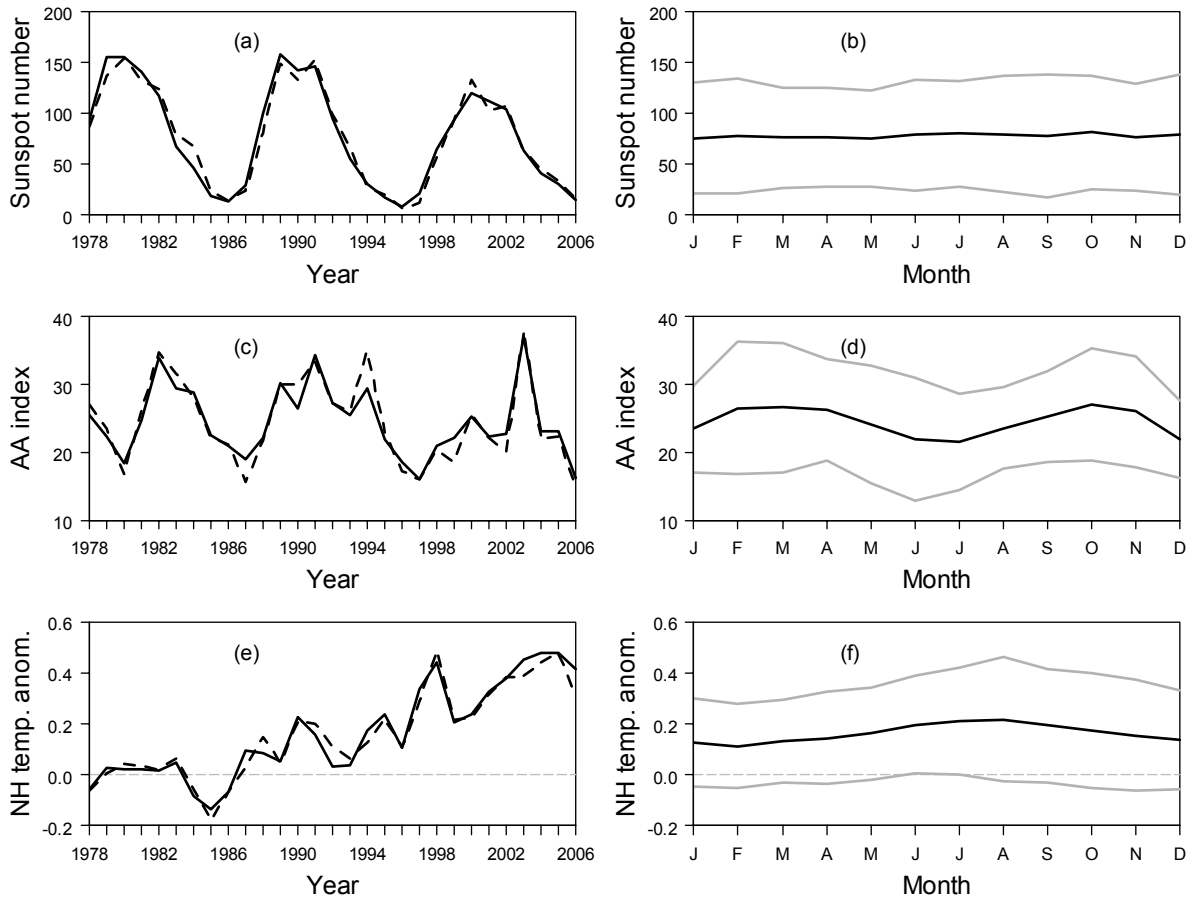 Sunspot number
200
150
100
50
0
(a)
1978 1982 1986 1990 1994 1998 2002 2006
Year
Sunspot number
200
150
100
50
0
(b)
J F M A M J J A S O N D
Month
AA index
40
30
20
10
(c)
1978 1982 1986 1990 1994 1998 2002 2006
Year
AA index
40
30
20
10
(d)
J F M A M J J A S O N D
Month
NH temp. anom.
0.6
0.4
0.2
0.0
-0.2
(e)
1978 1982 1986 1990 1994 1998 2002 2006
Year
NH temp. anom.
0.6
0.4
0.2
0.0
-0.2
(f)
J F M A M J J A S O N D
Month